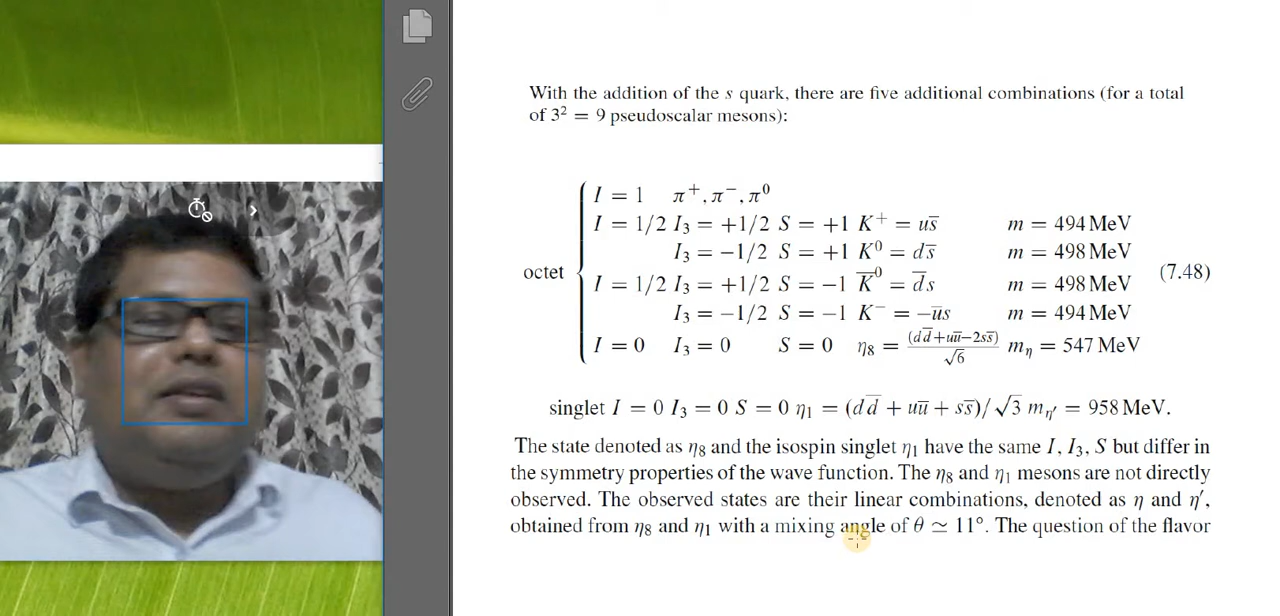 With the addition of the s quark, there are five additional combinations (for a total
of 3² = 9 pseudoscalar mesons):
I = 1 π⁺, π⁻, π⁰
I = 1/2 I₃ = +1/2 S = +1 K⁺ = us̅ m = 494 MeV
I₃ = −1/2 S = +1 K⁰ = ds̅ m = 498 MeV
octet
I = 1/2 I₃ = +1/2 S = −1 K̅⁰ = d̅s m = 498 MeV
(7.48)
I₃ = −1/2 S = −1 K⁻ = −u̅s m = 494 MeV
I = 0 I₃ = 0 S = 0 η₈ = (dd̅+uu̅−2ss̅)/√6 m_η = 547 MeV
singlet I = 0 I₃ = 0 S = 0 η₁ = (dd̅ + uu̅ + ss̅)/√3 m_η′ = 958 MeV.
The state denoted as η₈ and the isospin singlet η₁ have the same I, I₃, S but differ in
the symmetry properties of the wave function. The η₈ and η₁ mesons are not directly
observed. The observed states are their linear combinations, denoted as η and η′,
obtained from η₈ and η₁ with a mixing angle of θ ≃ 11°. The question of the flavor